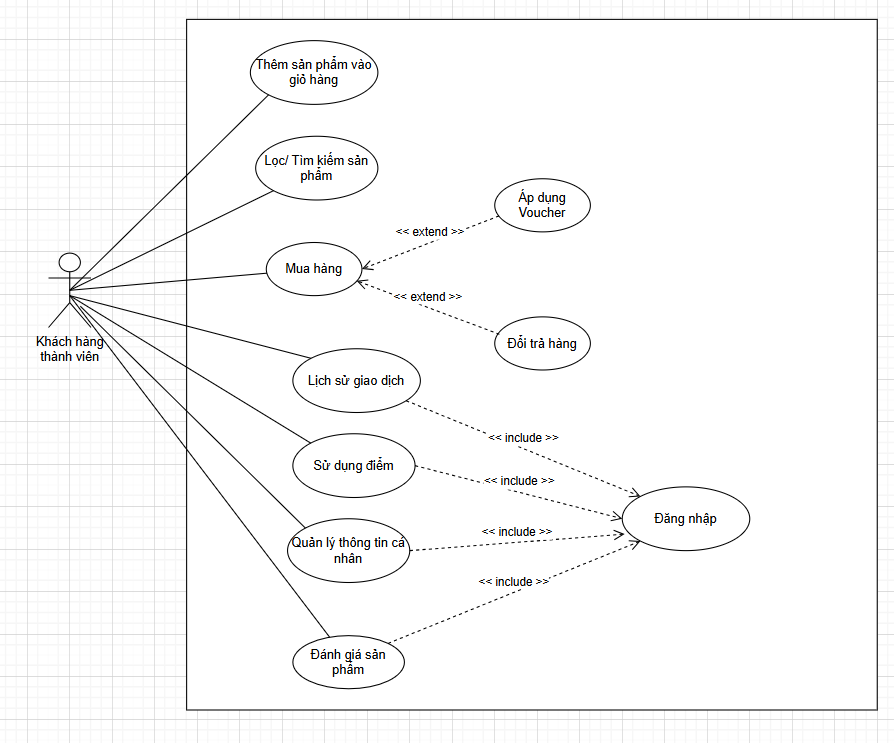 Thêm sản phẩm vào
giỏ hàng
Lọc/ Tìm kiếm sản
phẩm
Áp dụng
Voucher
<< extend >>
Mua hàng
<< extend >>
Đổi trả hàng
Khách hàng
thành viên
Lịch sử giao dịch
<< include >>
Sử dụng điểm
<< include >>
Đăng nhập
<< include >>
Quản lý thông tin cá
nhân
<< include >>
Đánh giá sản
phẩm